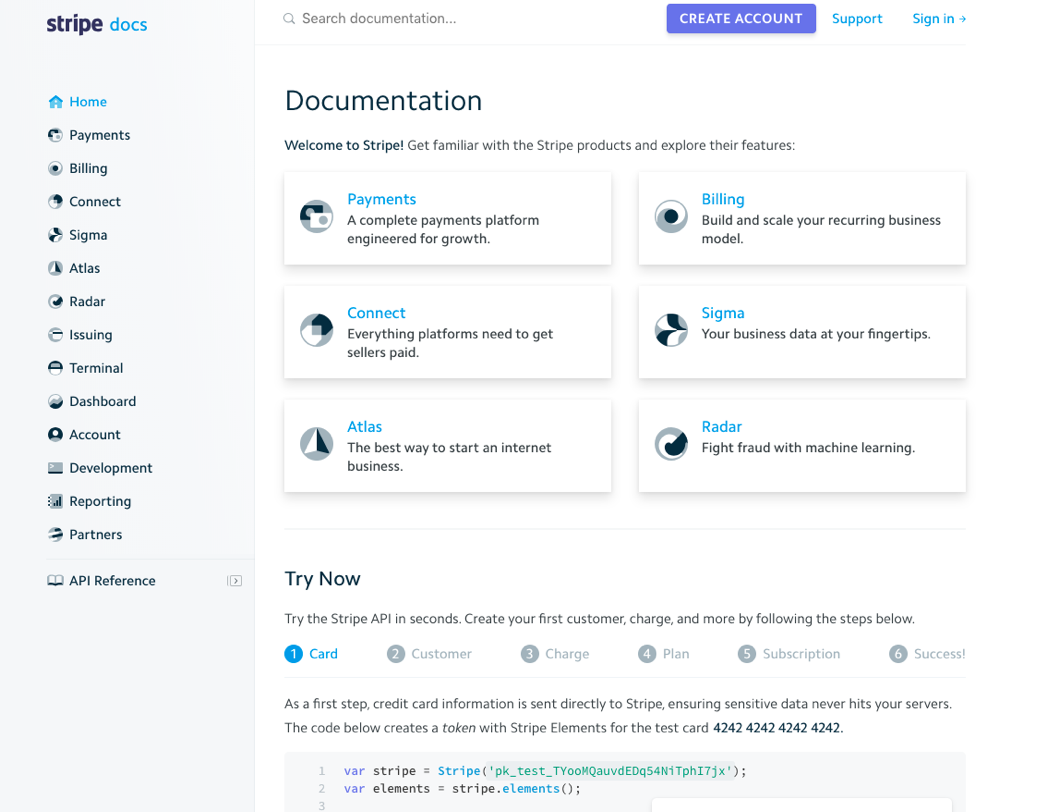 stripe docs
Search documentation...
CREATE ACCOUNT
Support
Sign in →
Home
Payments
Billing
Connect
Sigma
Atlas
Radar
Issuing
Terminal
Dashboard
Account
Development
Reporting
Partners
API Reference
Documentation
Welcome to Stripe! Get familiar with the Stripe products and explore their features:
Payments
A complete payments platform
engineered for growth.
Billing
Build and scale your recurring business
model.
Connect
Everything platforms need to get
sellers paid.
Sigma
Your business data at your fingertips.
Atlas
The best way to start an internet
business.
Radar
Fight fraud with machine learning.
Try Now
Try the Stripe API in seconds. Create your first customer, charge, and more by following the steps below.
1 Card
2 Customer
3 Charge
4 Plan
5 Subscription
6 Success!
As a first step, credit card information is sent directly to Stripe, ensuring sensitive data never hits your servers.
The code below creates a token with Stripe Elements for the test card 4242 4242 4242 4242.
1 var stripe = Stripe('pk_test_TYooMQauvdEDq54NiTphI7jx');
2 var elements = stripe.elements();
3